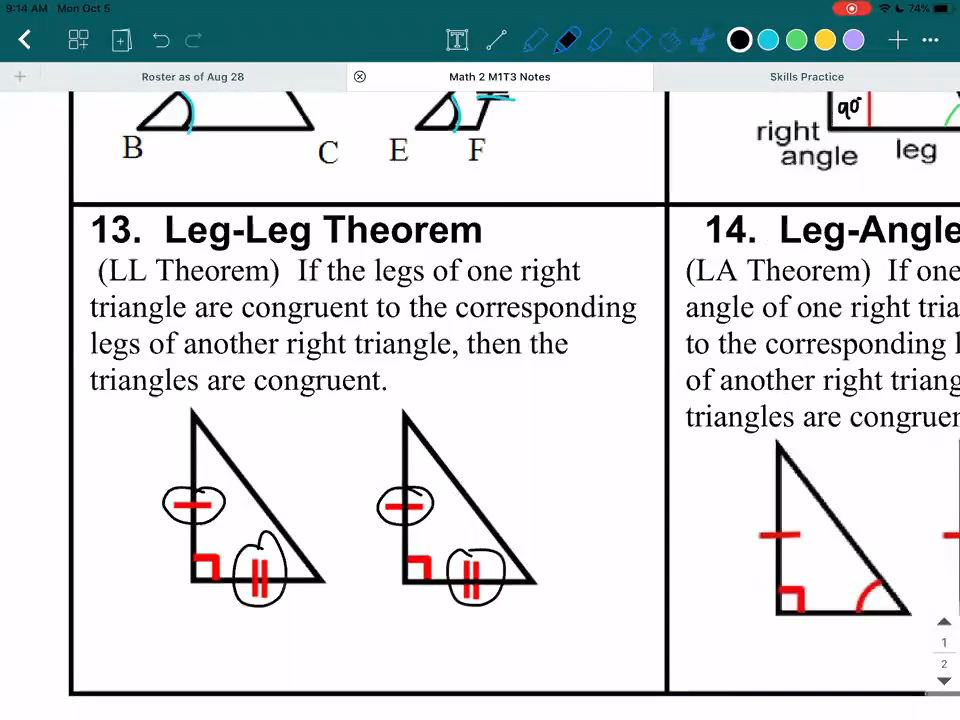 9:14 AM Mon Oct 5
74%
Roster as of Aug 28
Math 2 M1T3 Notes
Skills Practice
B
C
E
F
90
right
angle
leg
13. Leg-Leg Theorem
(LL Theorem) If the legs of one right
triangle are congruent to the corresponding
legs of another right triangle, then the
triangles are congruent.
14. Leg-Angle
(LA Theorem) If one
angle of one right tria
to the corresponding l
of another right triang
triangles are congruen
1
2